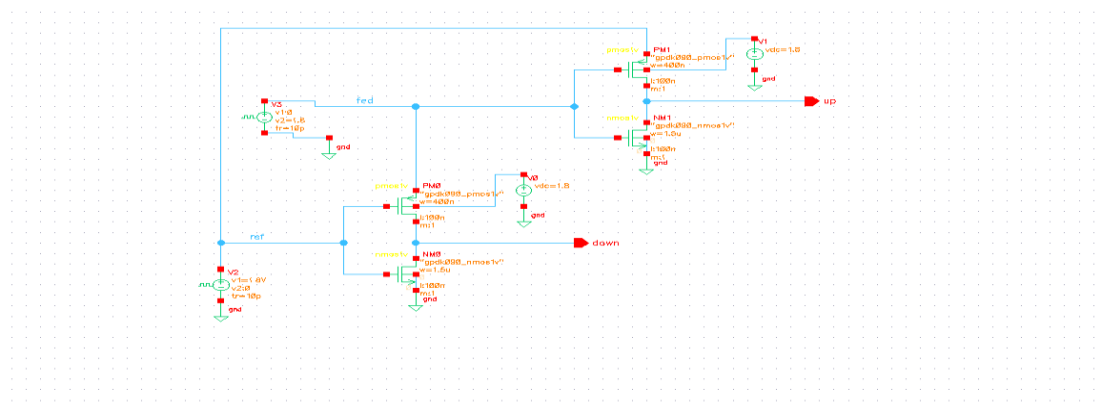 pmos1v
PM1
"gpdk090_pmos1v"
w=400n
l:100n
m:1
V1
vdc=1.8
gnd
up
fed
V3
v1:0
v2=1.8
tr=10p
gnd
NM1
"gpdk090_nmos1v"
w=1.6u
l:100n
m:1
gnd
pmos1v
PM0
"gpdk090_pmos1v"
w=400n
l:100n
m:1
V0
vdc=1.8
gnd
ref
down
NM0
"gpdk090_nmos1v"
w=1.6u
l:100n
m:1
gnd
V2
v1=1.8V
v2:0
tr=10p
gnd